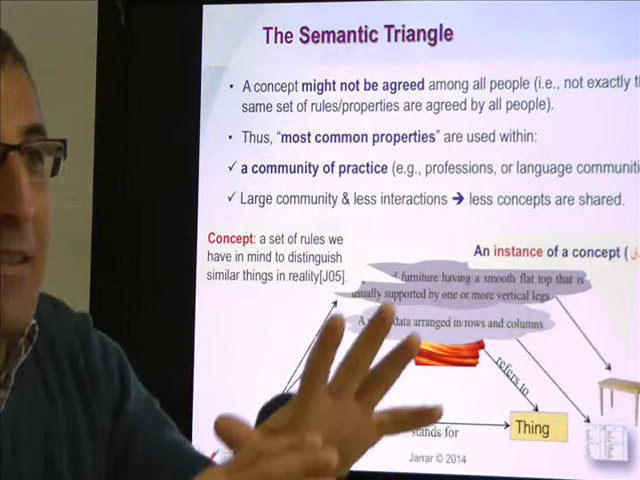 The Semantic Triangle
• A concept might not be agreed among all people (i.e., not exactly
same set of rules/properties are agreed by all people).
• Thus, "most common properties" are used within:
✓ a community of practice (e.g., professions, or language
✓ Large community & less interactions → less concepts are shared.
Concept: a set of rules we
have in mind to distinguish
similar things in reality[J05].
An instance of a concept (
furniture having a smooth flat top that is
usually supported by one or more vertical legs
A data arranged in rows and columns
refers to
stands for
Thing
Jarrar © 2014